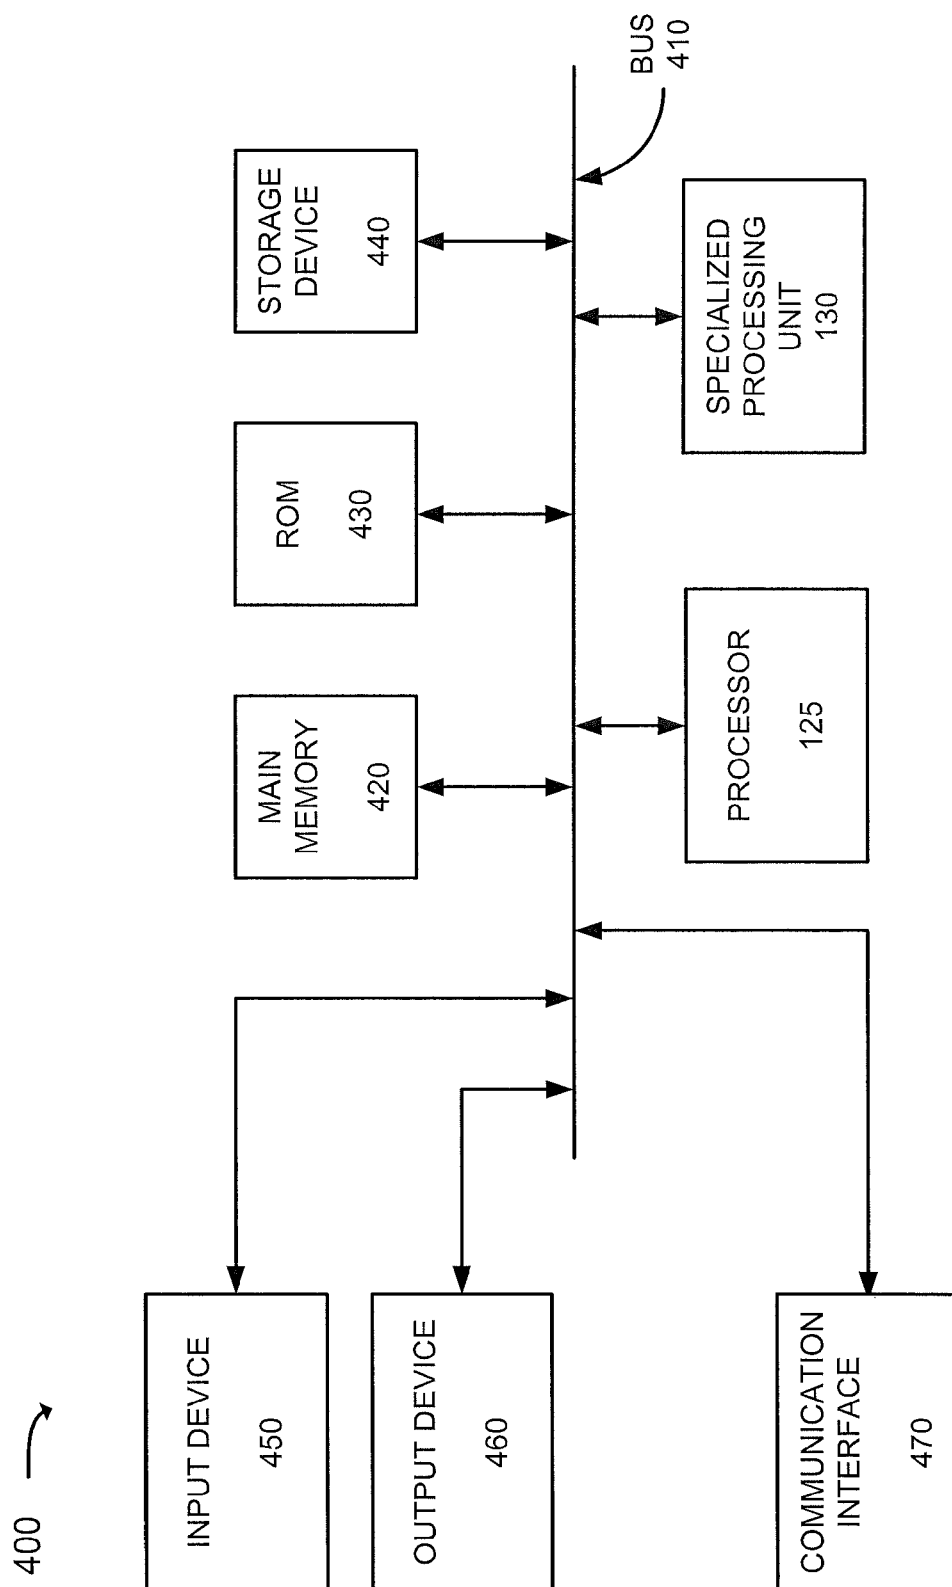 400
INPUT DEVICE
450
OUTPUT DEVICE
460
COMMUNICATION
INTERFACE
470
MAIN
MEMORY
420
ROM
430
STORAGE
DEVICE
440
PROCESSOR
125
SPECIALIZED
PROCESSING
UNIT
130
BUS
410